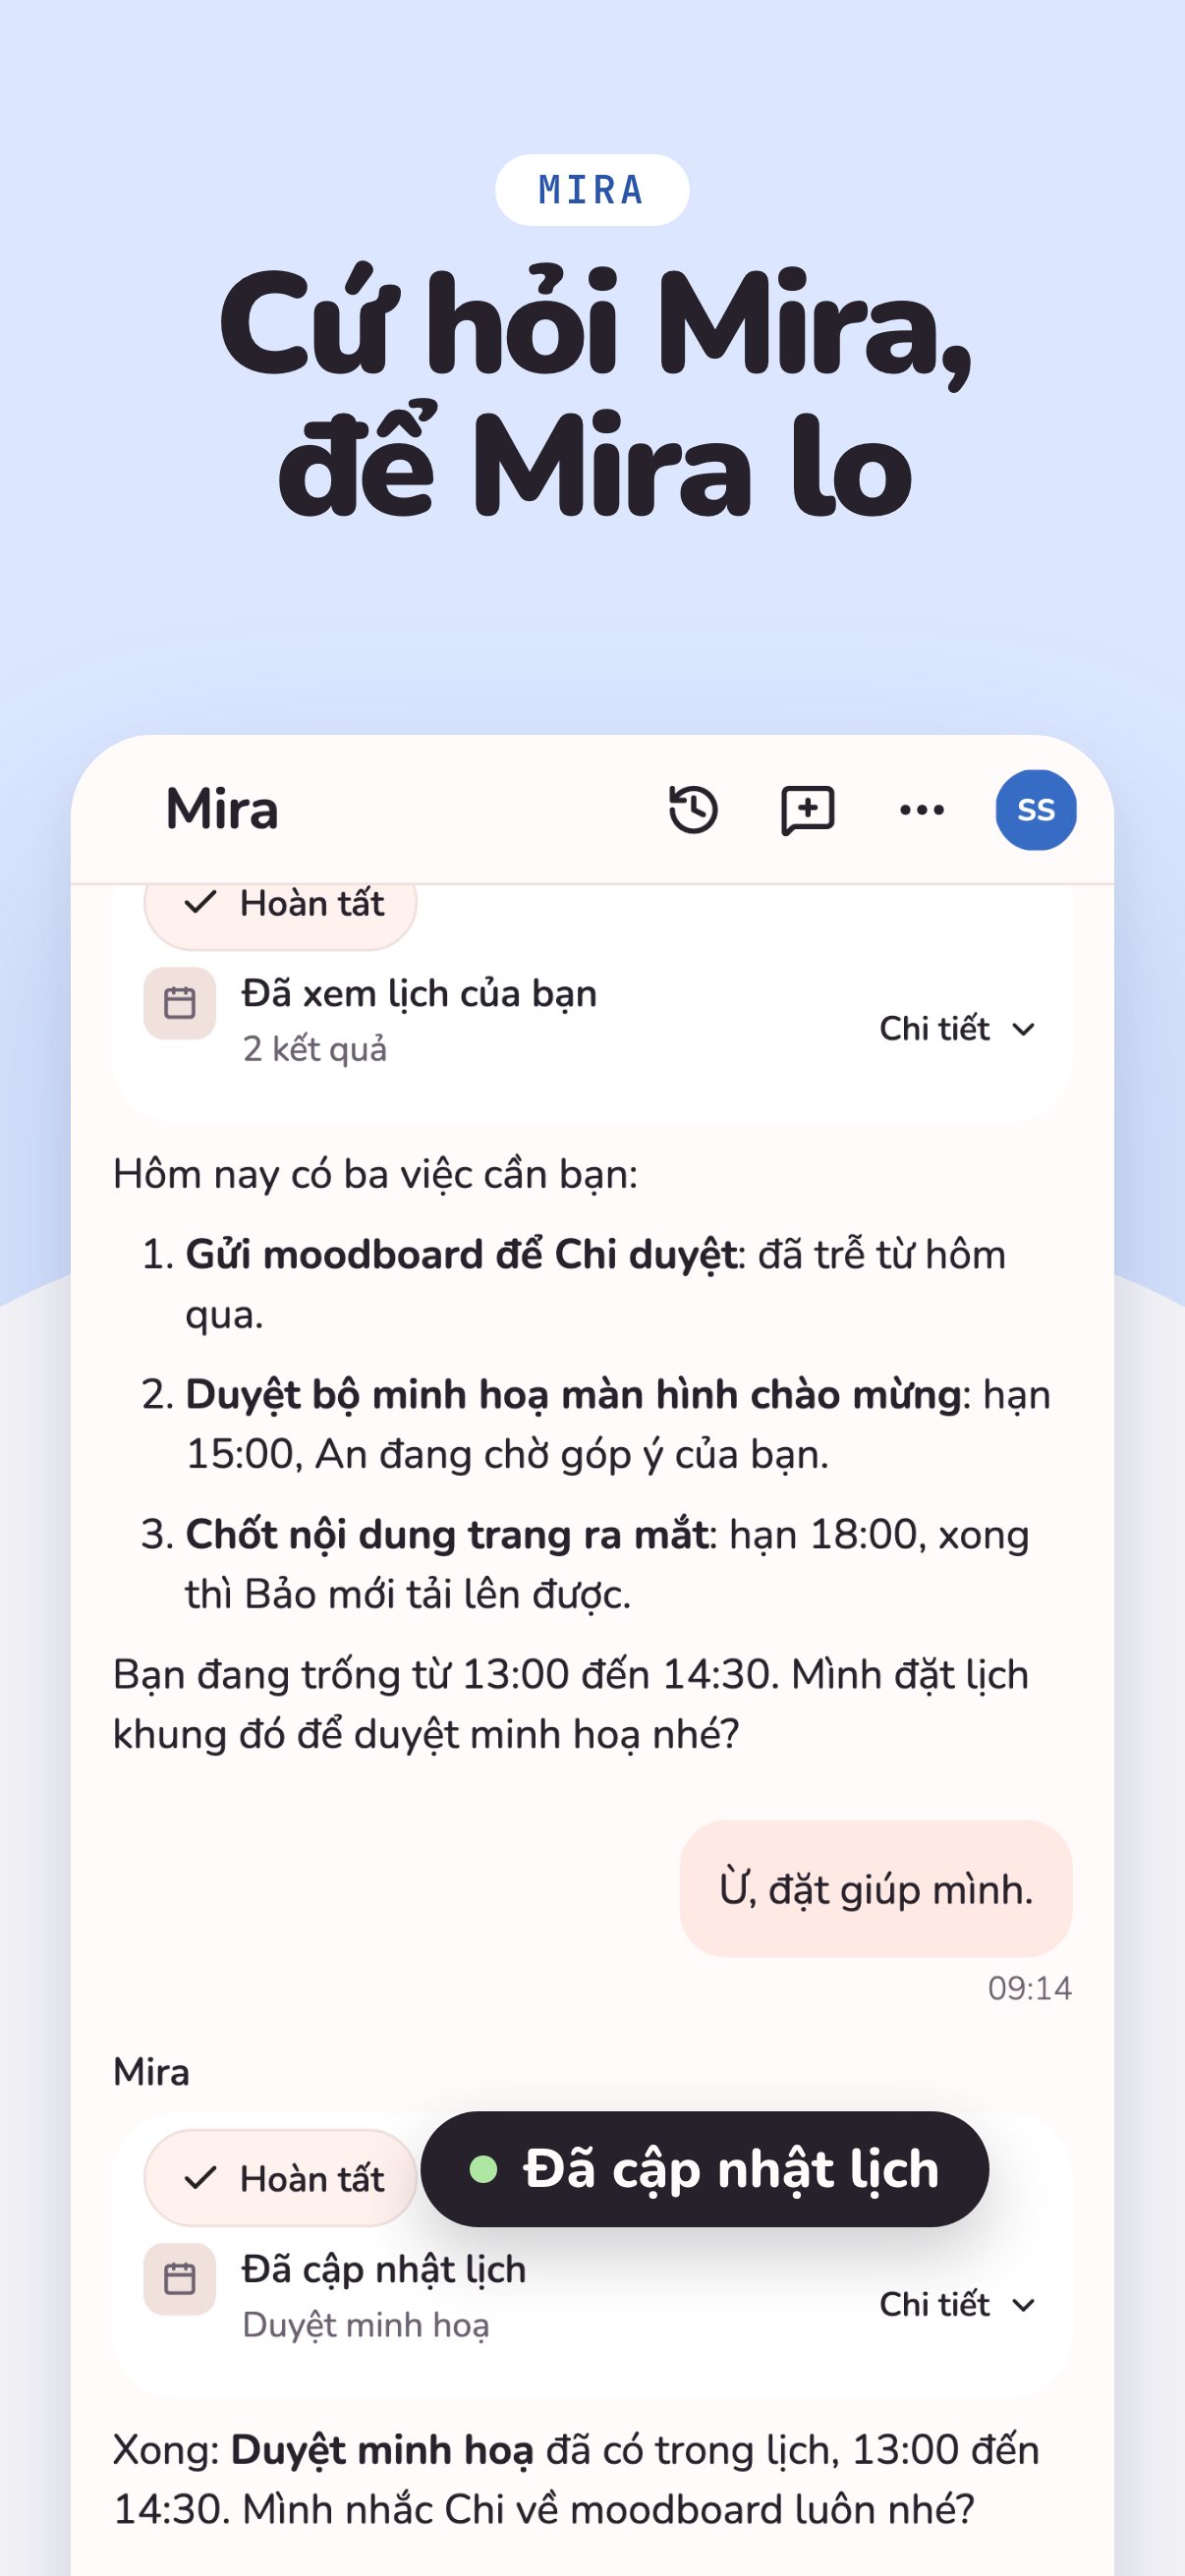 MIRA
Cứ hỏi Mira,
để Mira lo
Mira
SS
Hoàn tất
Đã xem lịch của bạn
2 kết quả
Chi tiết
Hôm nay có ba việc cần bạn:
1. Gửi moodboard để Chi duyệt: đã trễ từ hôm
qua.
2. Duyệt bộ minh hoạ màn hình chào mừng: hạn
15:00, An đang chờ góp ý của bạn.
3. Chốt nội dung trang ra mắt: hạn 18:00, xong
thì Bảo mới tải lên được.
Bạn đang trống từ 13:00 đến 14:30. Mình đặt lịch
khung đó để duyệt minh hoạ nhé?
Ừ, đặt giúp mình.
09:14
Mira
Hoàn tất
Đã cập nhật lịch
Đã cập nhật lịch
Duyệt minh hoạ
Chi tiết
Xong: Duyệt minh hoạ đã có trong lịch, 13:00 đến
14:30. Mình nhắc Chi về moodboard luôn nhé?